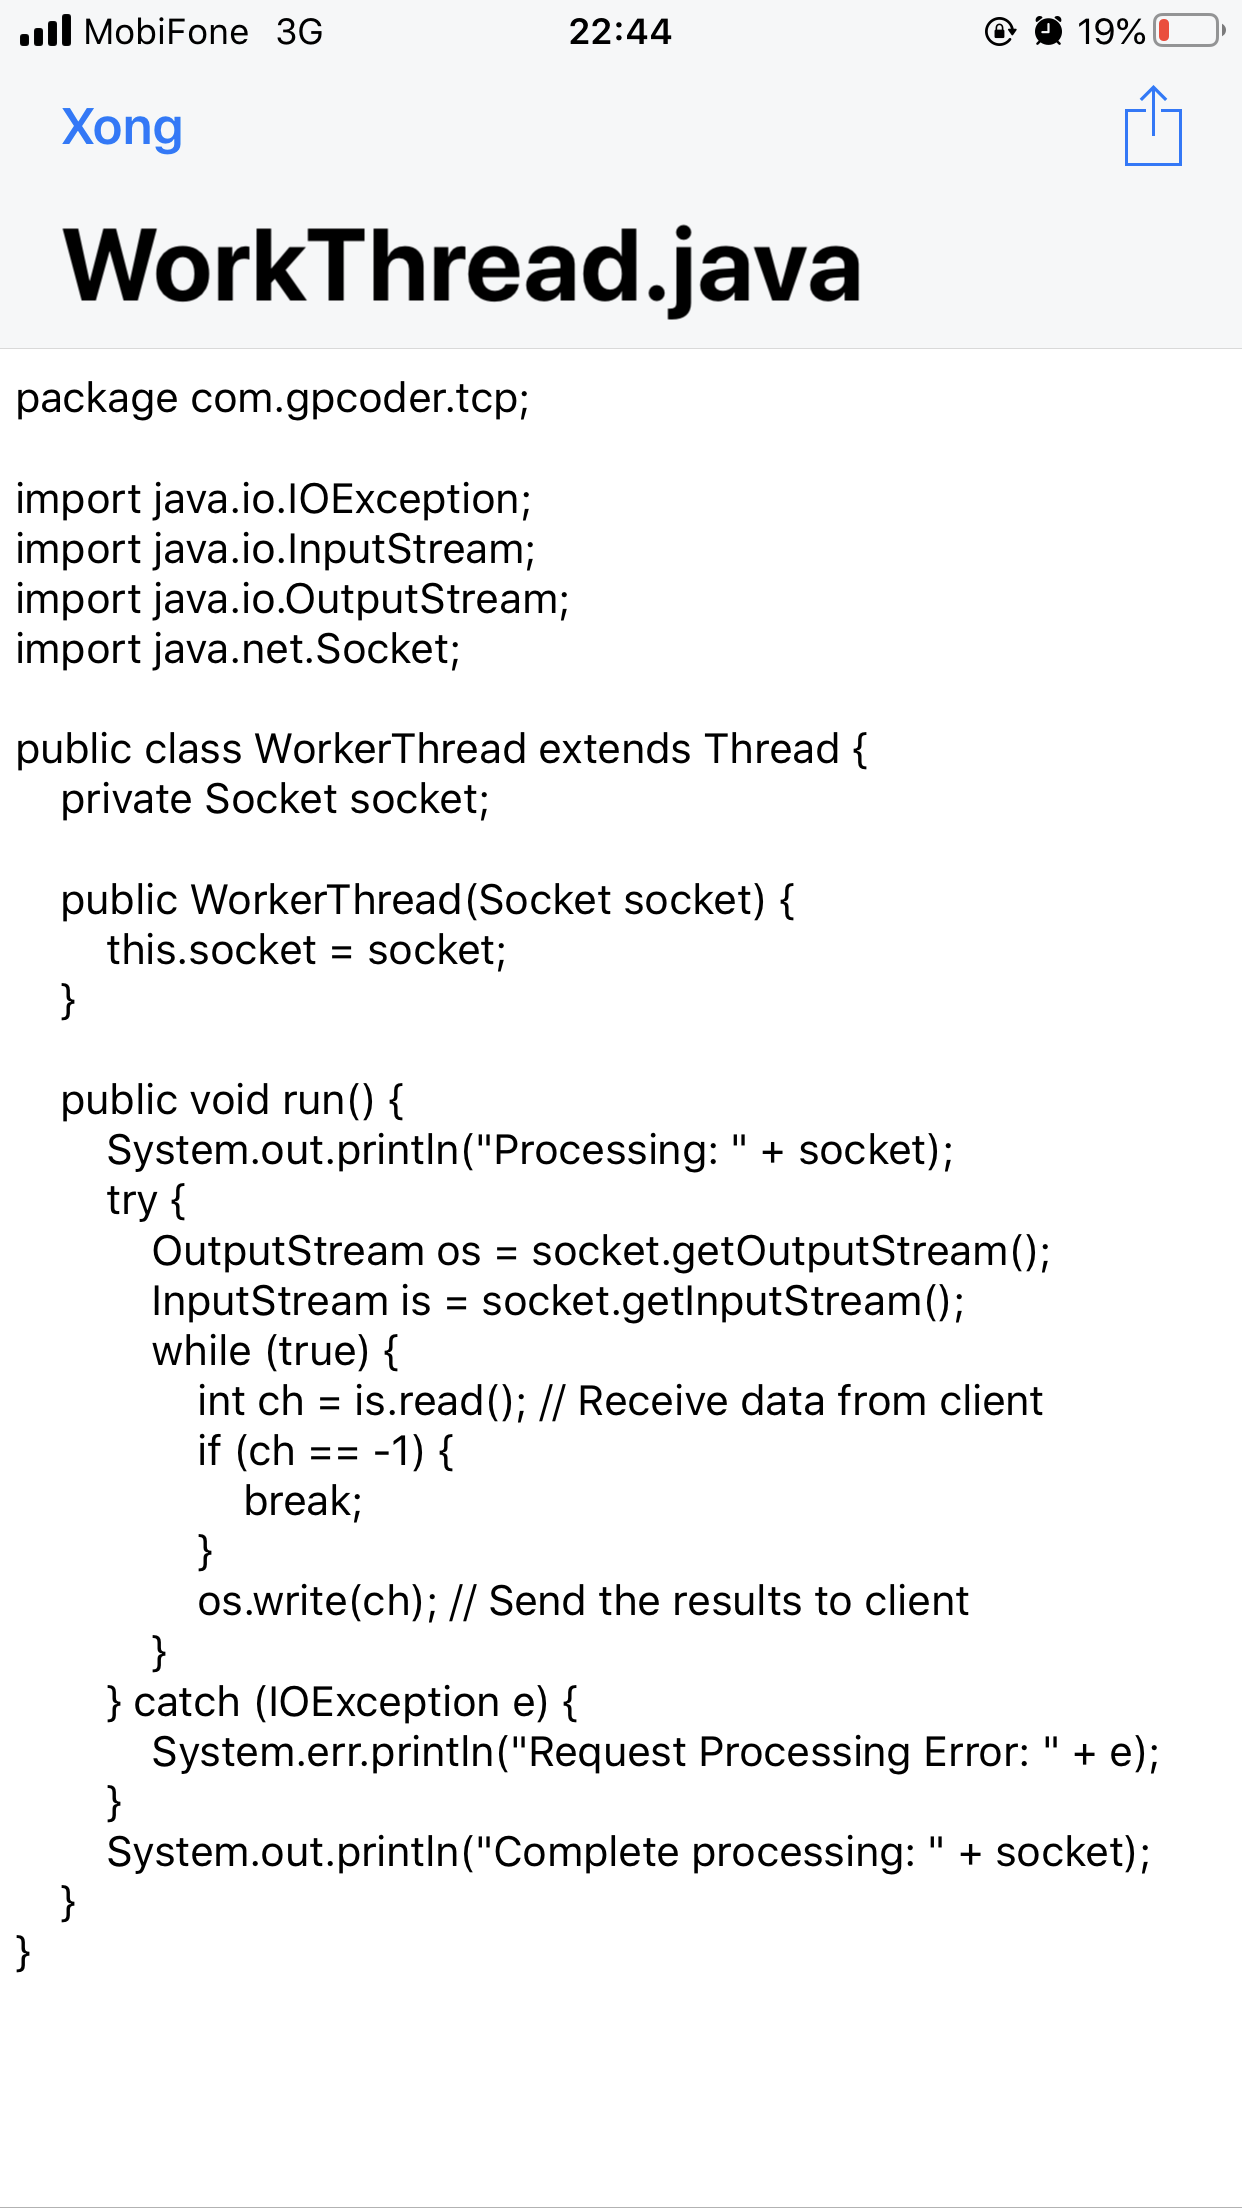 MobiFone 3G 22:44 19%
Xong
WorkThread.java
package com.gpcoder.tcp;
import java.io.IOException;
import java.io.InputStream;
import java.io.OutputStream;
import java.net.Socket;
public class WorkerThread extends Thread {
private Socket socket;
public WorkerThread(Socket socket) {
this.socket = socket;
}
public void run() {
System.out.println("Processing: " + socket);
try {
OutputStream os = socket.getOutputStream();
InputStream is = socket.getInputStream();
while (true) {
int ch = is.read(); // Receive data from client
if (ch == -1) {
break;
}
os.write(ch); // Send the results to client
}
} catch (IOException e) {
System.err.println("Request Processing Error: " + e);
}
System.out.println("Complete processing: " + socket);
}
}